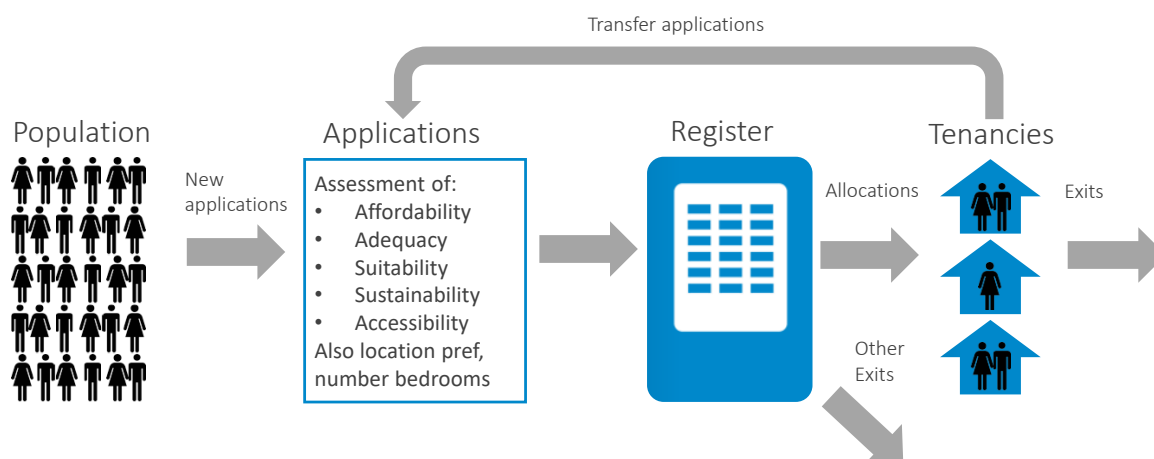 Transfer applications
Population
Applications
Register
Tenancies
New
applications
Assessment of:
• Affordability
• Adequacy
• Suitability
• Sustainability
• Accessibility
Also location pref,
number bedrooms
Allocations
Exits
Other
Exits